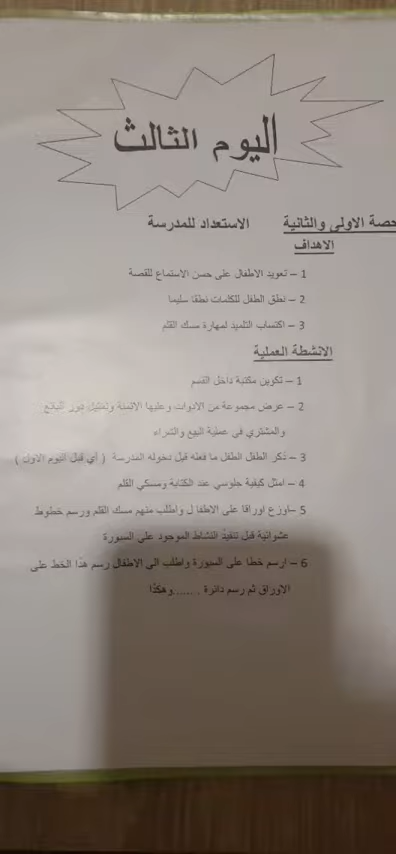 اليوم الثالث
حصة الاولى والثانية الاستعداد للمدرسة
الاهداف
1 – تعويد الاطفال على حسن الاستماع للقصة
2 – نطق الطفل للكلمات نطقا سليما
3 – اكتساب التلميذ لمهارة مسك القلم
الانشطة العملية
1 – تكوين مكتبة داخل القسم
2 – عرض مجموعة من الادوات وعليها الاثمنة وتمثيل دور البائع
والمشتري في عملية البيع والشراء
3 – ذكر الطفل الطفل ما فعله قبل دخوله المدرسة ( أي قبل اليوم الاول )
4 – امثل كيفية جلوسي عند الكتابة ومسكي القلم
5 –اوزع اوراقا على الاطفا ل واطلب منهم مسك القلم ورسم خطوط
عشوائية قبل تنفيذ النشاط الموجود علي السبورة
6 – ارسم خطا على السبورة واطلب الى الاطفال رسم هذا الخط على
الاوراق ثم رسم دائرة . ......وهكذا